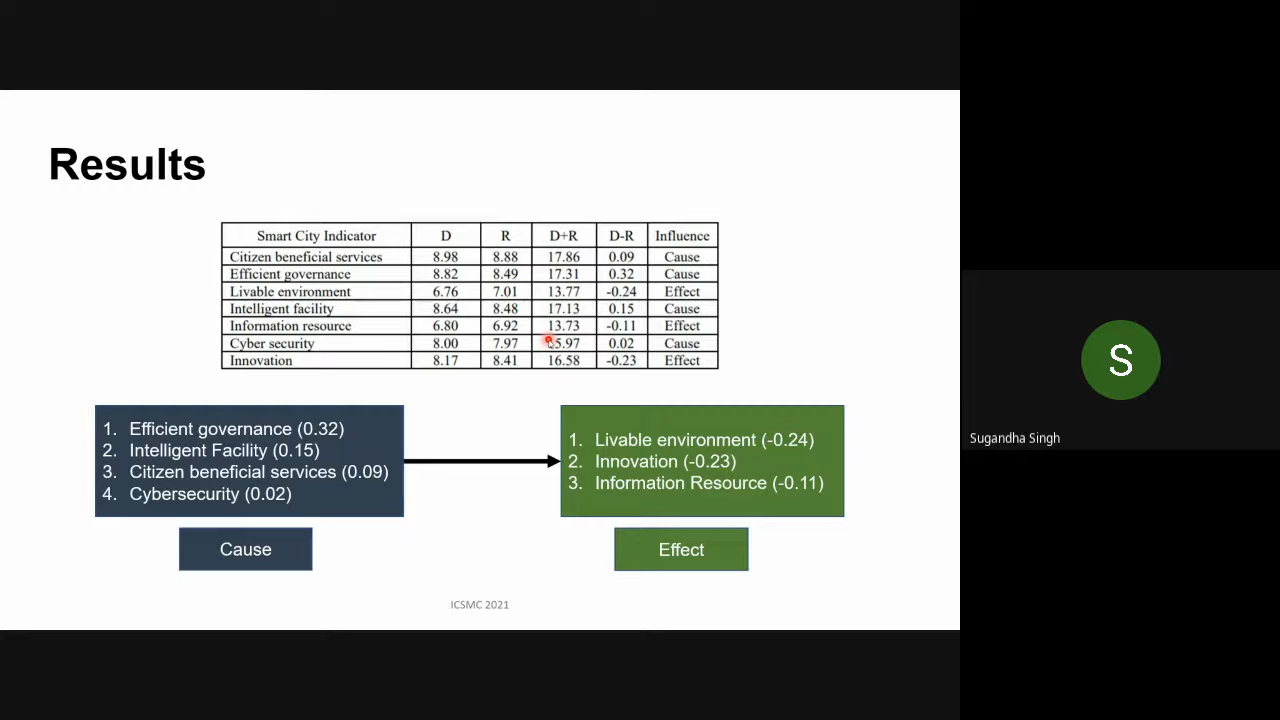 Results
Smart City Indicator D R D+R D-R Influence
Citizen beneficial services 8.98 8.88 17.86 0.09 Cause
Efficient governance 8.82 8.49 17.31 0.32 Cause
Livable environment 6.76 7.01 13.77 -0.24 Effect
Intelligent facility 8.64 8.48 17.13 0.15 Cause
Information resource 6.80 6.92 13.73 -0.11 Effect
Cyber security 8.00 7.97 15.97 0.02 Cause
Innovation 8.17 8.41 16.58 -0.23 Effect
1. Efficient governance (0.32)
2. Intelligent Facility (0.15)
3. Citizen beneficial services (0.09)
4. Cybersecurity (0.02)
Cause
1. Livable environment (-0.24)
2. Innovation (-0.23)
3. Information Resource (-0.11)
Effect
ICSMC 2021
S
Sugandha Singh